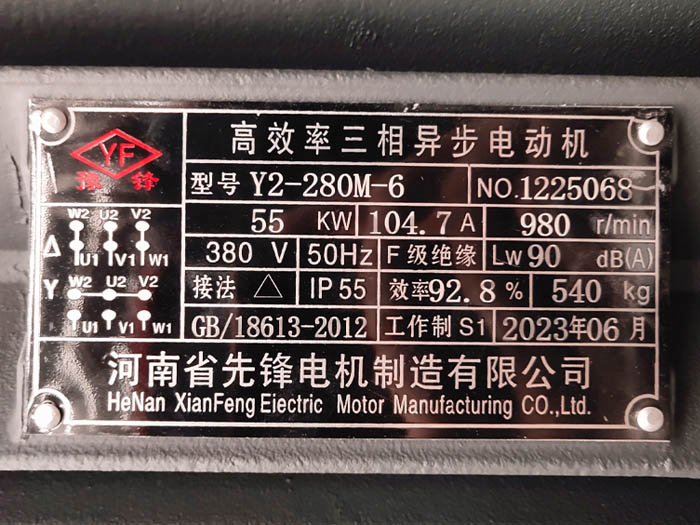 YF
豫锋
高效率三相异步电动机
型号 Y2-280M-6 NO.1225068
55 KW 104.7 A 980 r/min
380 V 50Hz F级绝缘 Lw 90 dB(A)
接法 △ IP 55 效率92.8 % 540 kg
GB/18613-2012 工作制 S1 2023年06月
W2 U2 V2
△
U1 V1 W1
W2 U2 V2
Y
U1 V1 W1
河南省先锋电机制造有限公司
HeNan XianFeng Eiectric Motor Manufacturing CO.,Ltd.